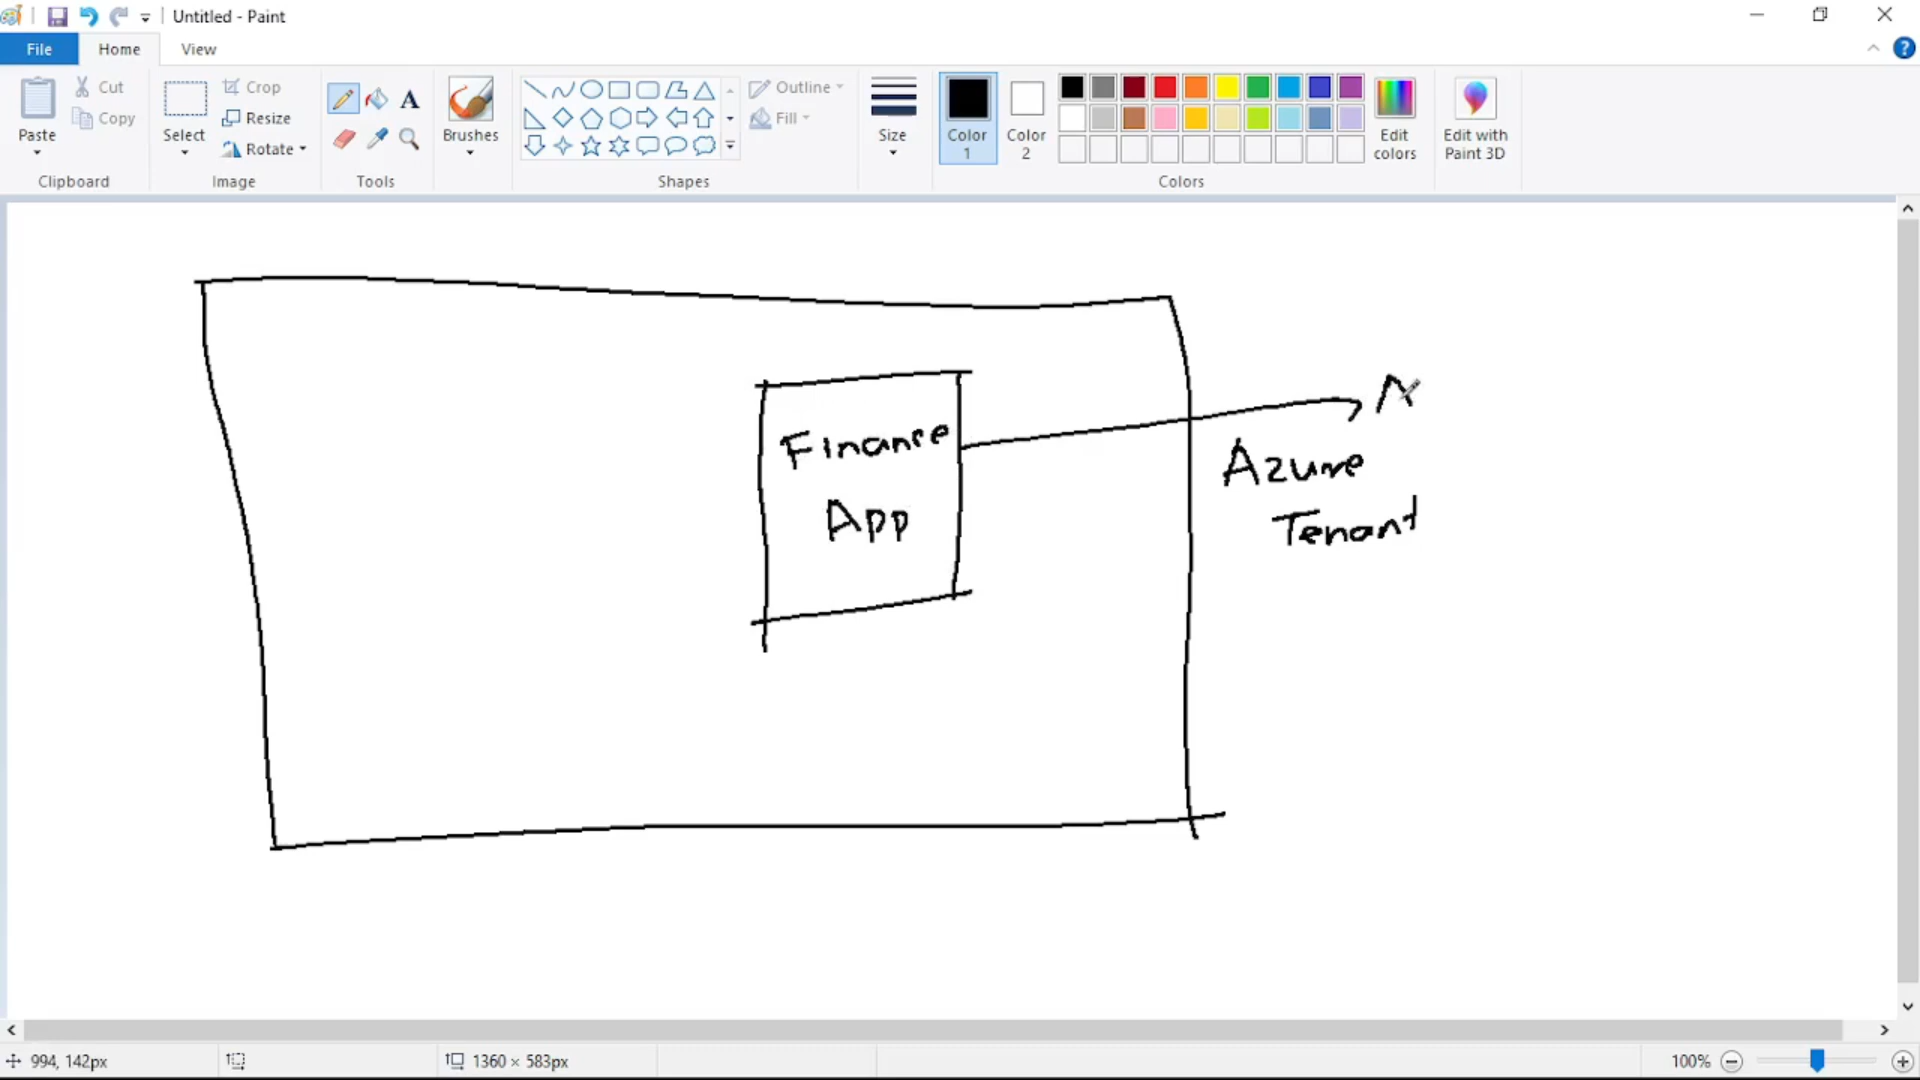 Untitled - Paint
File Home View
Paste
Cut
Copy
Clipboard
Select
Crop
Resize
Rotate
Image
Tools
Brushes
Shapes
Outline
Fill
Size
Color
1
Color
2
Edit
colors
Colors
Edit with
Paint 3D
Finance
App
Azure
Tenant
994, 142px
1360 × 583px
100%